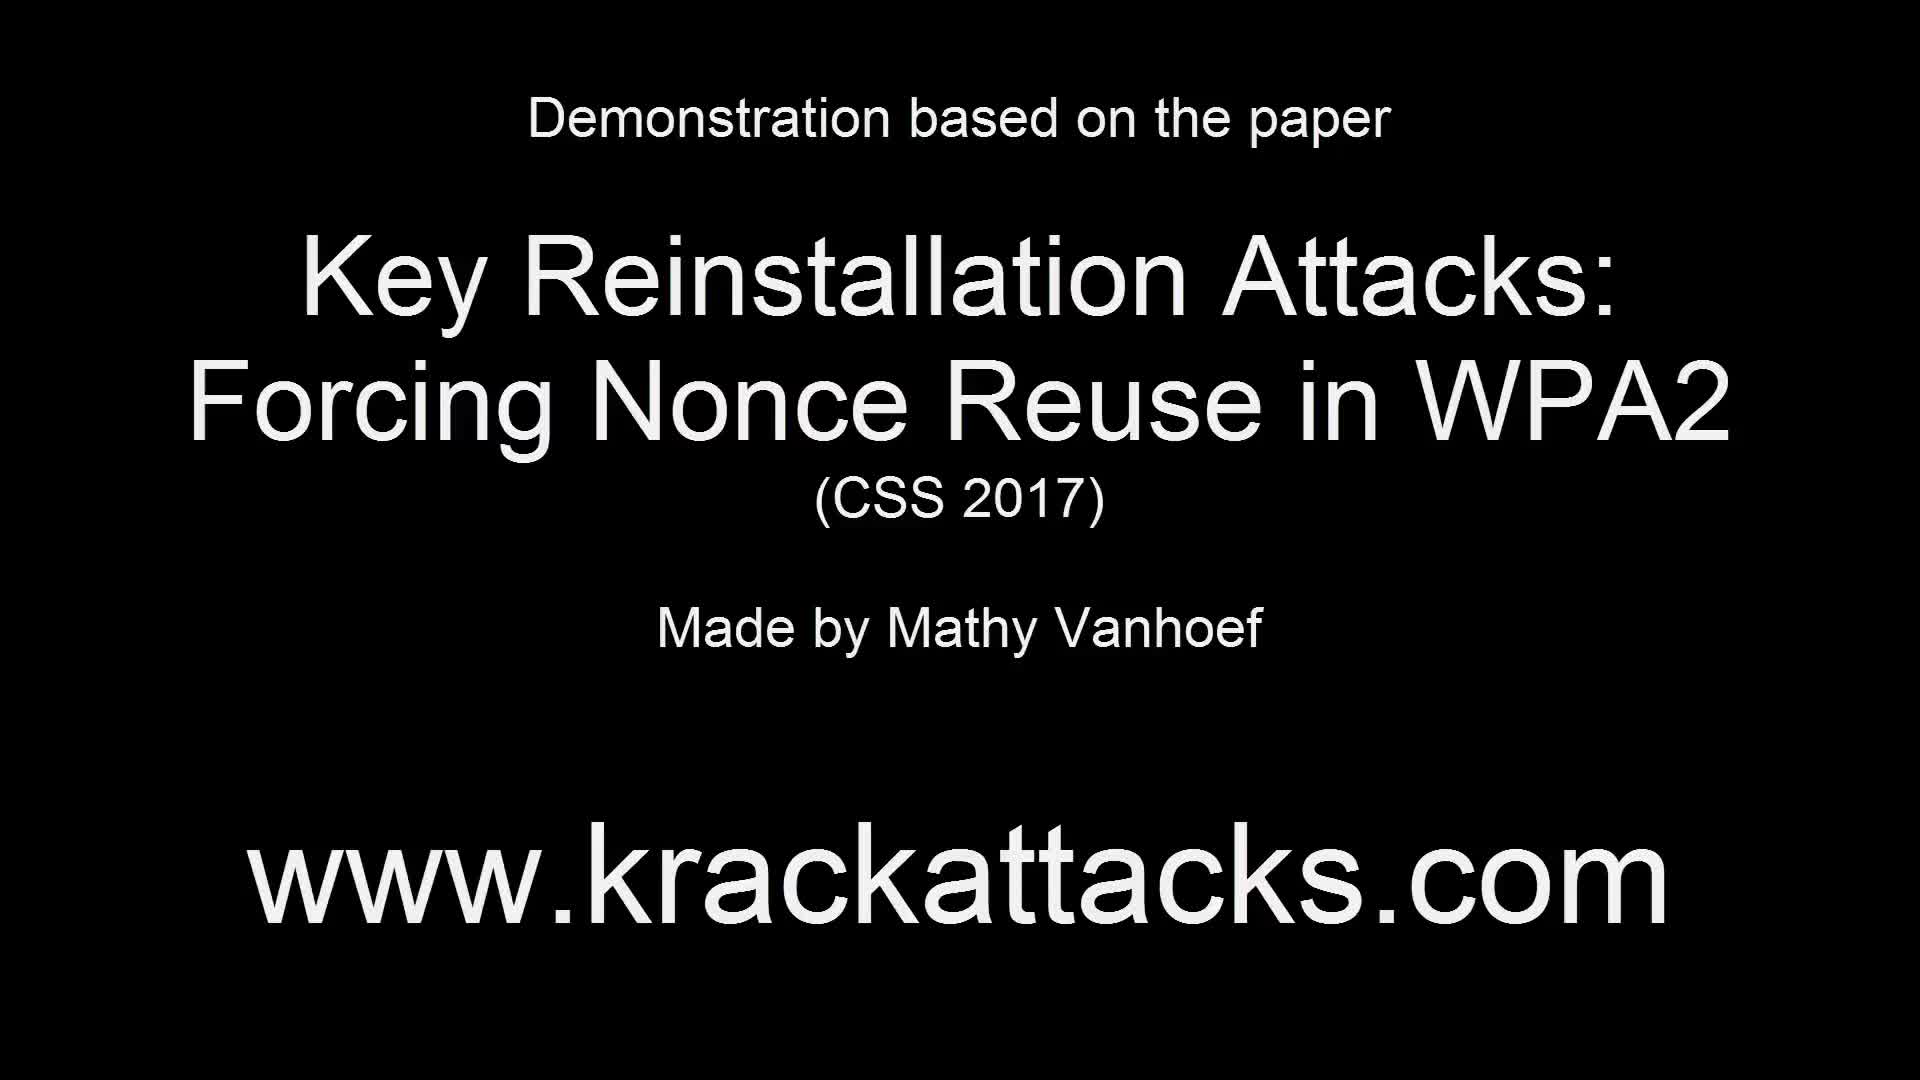 Demonstration based on the paper
Key Reinstallation Attacks:
Forcing Nonce Reuse in WPA2
(CSS 2017)
Made by Mathy Vanhoef
www.krackattacks.com